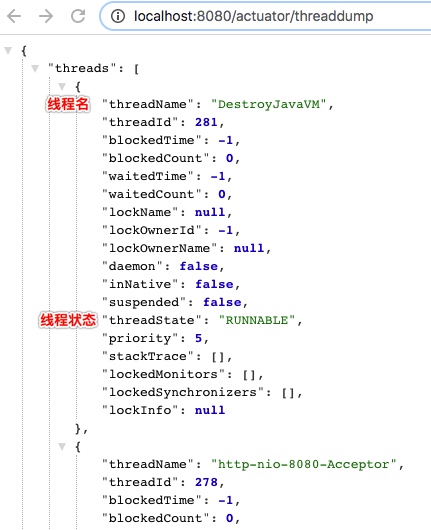 localhost:8080/actuator/threaddump
{
"threads": [
{
线程名 "threadName": "DestroyJavaVM",
"threadId": 281,
"blockedTime": -1,
"blockedCount": 0,
"waitedTime": -1,
"waitedCount": 0,
"lockName": null,
"lockOwnerId": -1,
"lockOwnerName": null,
"daemon": false,
"inNative": false,
"suspended": false,
线程状态 "threadState": "RUNNABLE",
"priority": 5,
"stackTrace": [],
"lockedMonitors": [],
"lockedSynchronizers": [],
"lockInfo": null
},
{
"threadName": "http-nio-8080-Acceptor",
"threadId": 278,
"blockedTime": -1,
"blockedCount": 0,